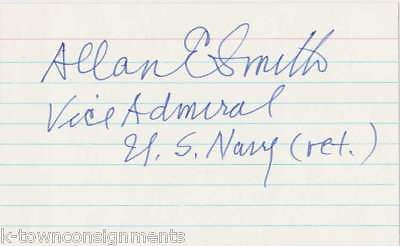 Allan E Smith
Vice Admiral
U. S. Navy (ret.)
k-townconsignments